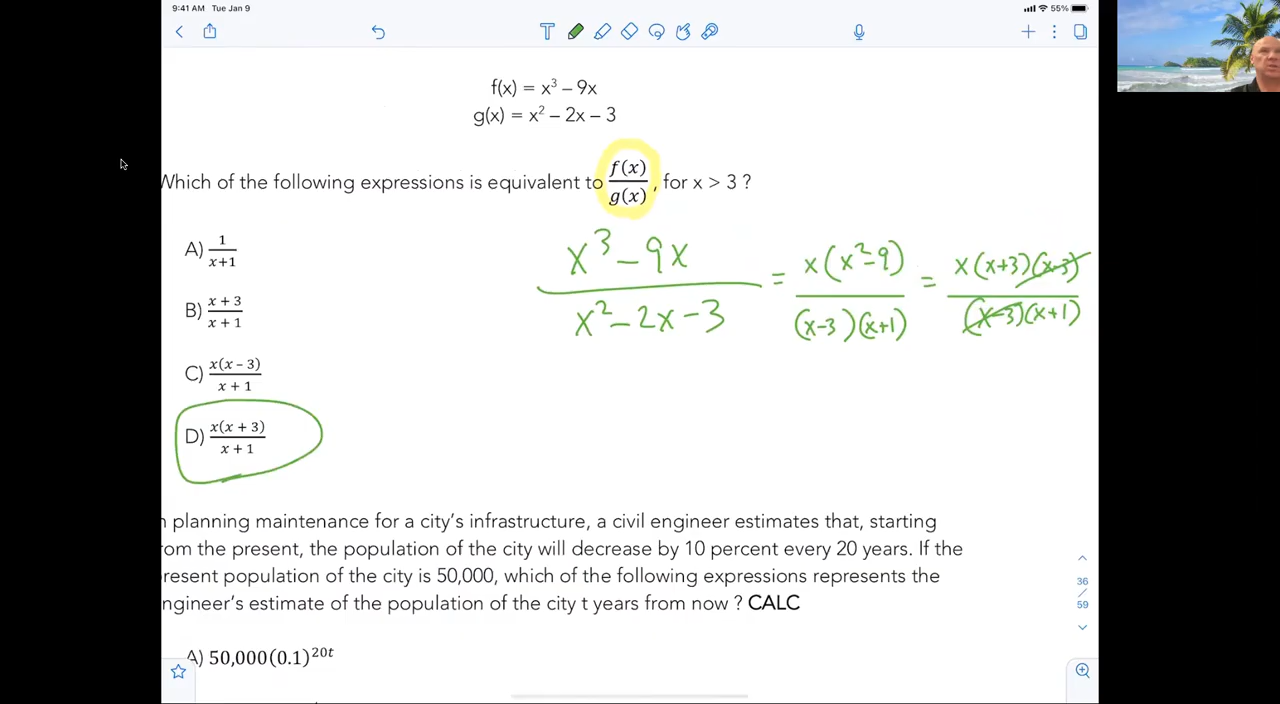 9:41 AM Tue Jan 9
55%
f(x) = x³ – 9x
g(x) = x² – 2x – 3
Which of the following expressions is equivalent to f(x)/g(x), for x > 3 ?
A) 1/(x+1)
B) (x + 3)/(x + 1)
C) x(x – 3)/(x + 1)
D) x(x + 3)/(x + 1)
(x³ – 9x)/(x² – 2x – 3) = x(x² – 9)/((x–3)(x+1)) = x(x+3)(x–3)/((x–3)(x+1))
n planning maintenance for a city's infrastructure, a civil engineer estimates that, starting
om the present, the population of the city will decrease by 10 percent every 20 years. If the
resent population of the city is 50,000, which of the following expressions represents the
ngineer's estimate of the population of the city t years from now ? CALC
A) 50,000(0.1)²⁰ᵗ
36
/
59